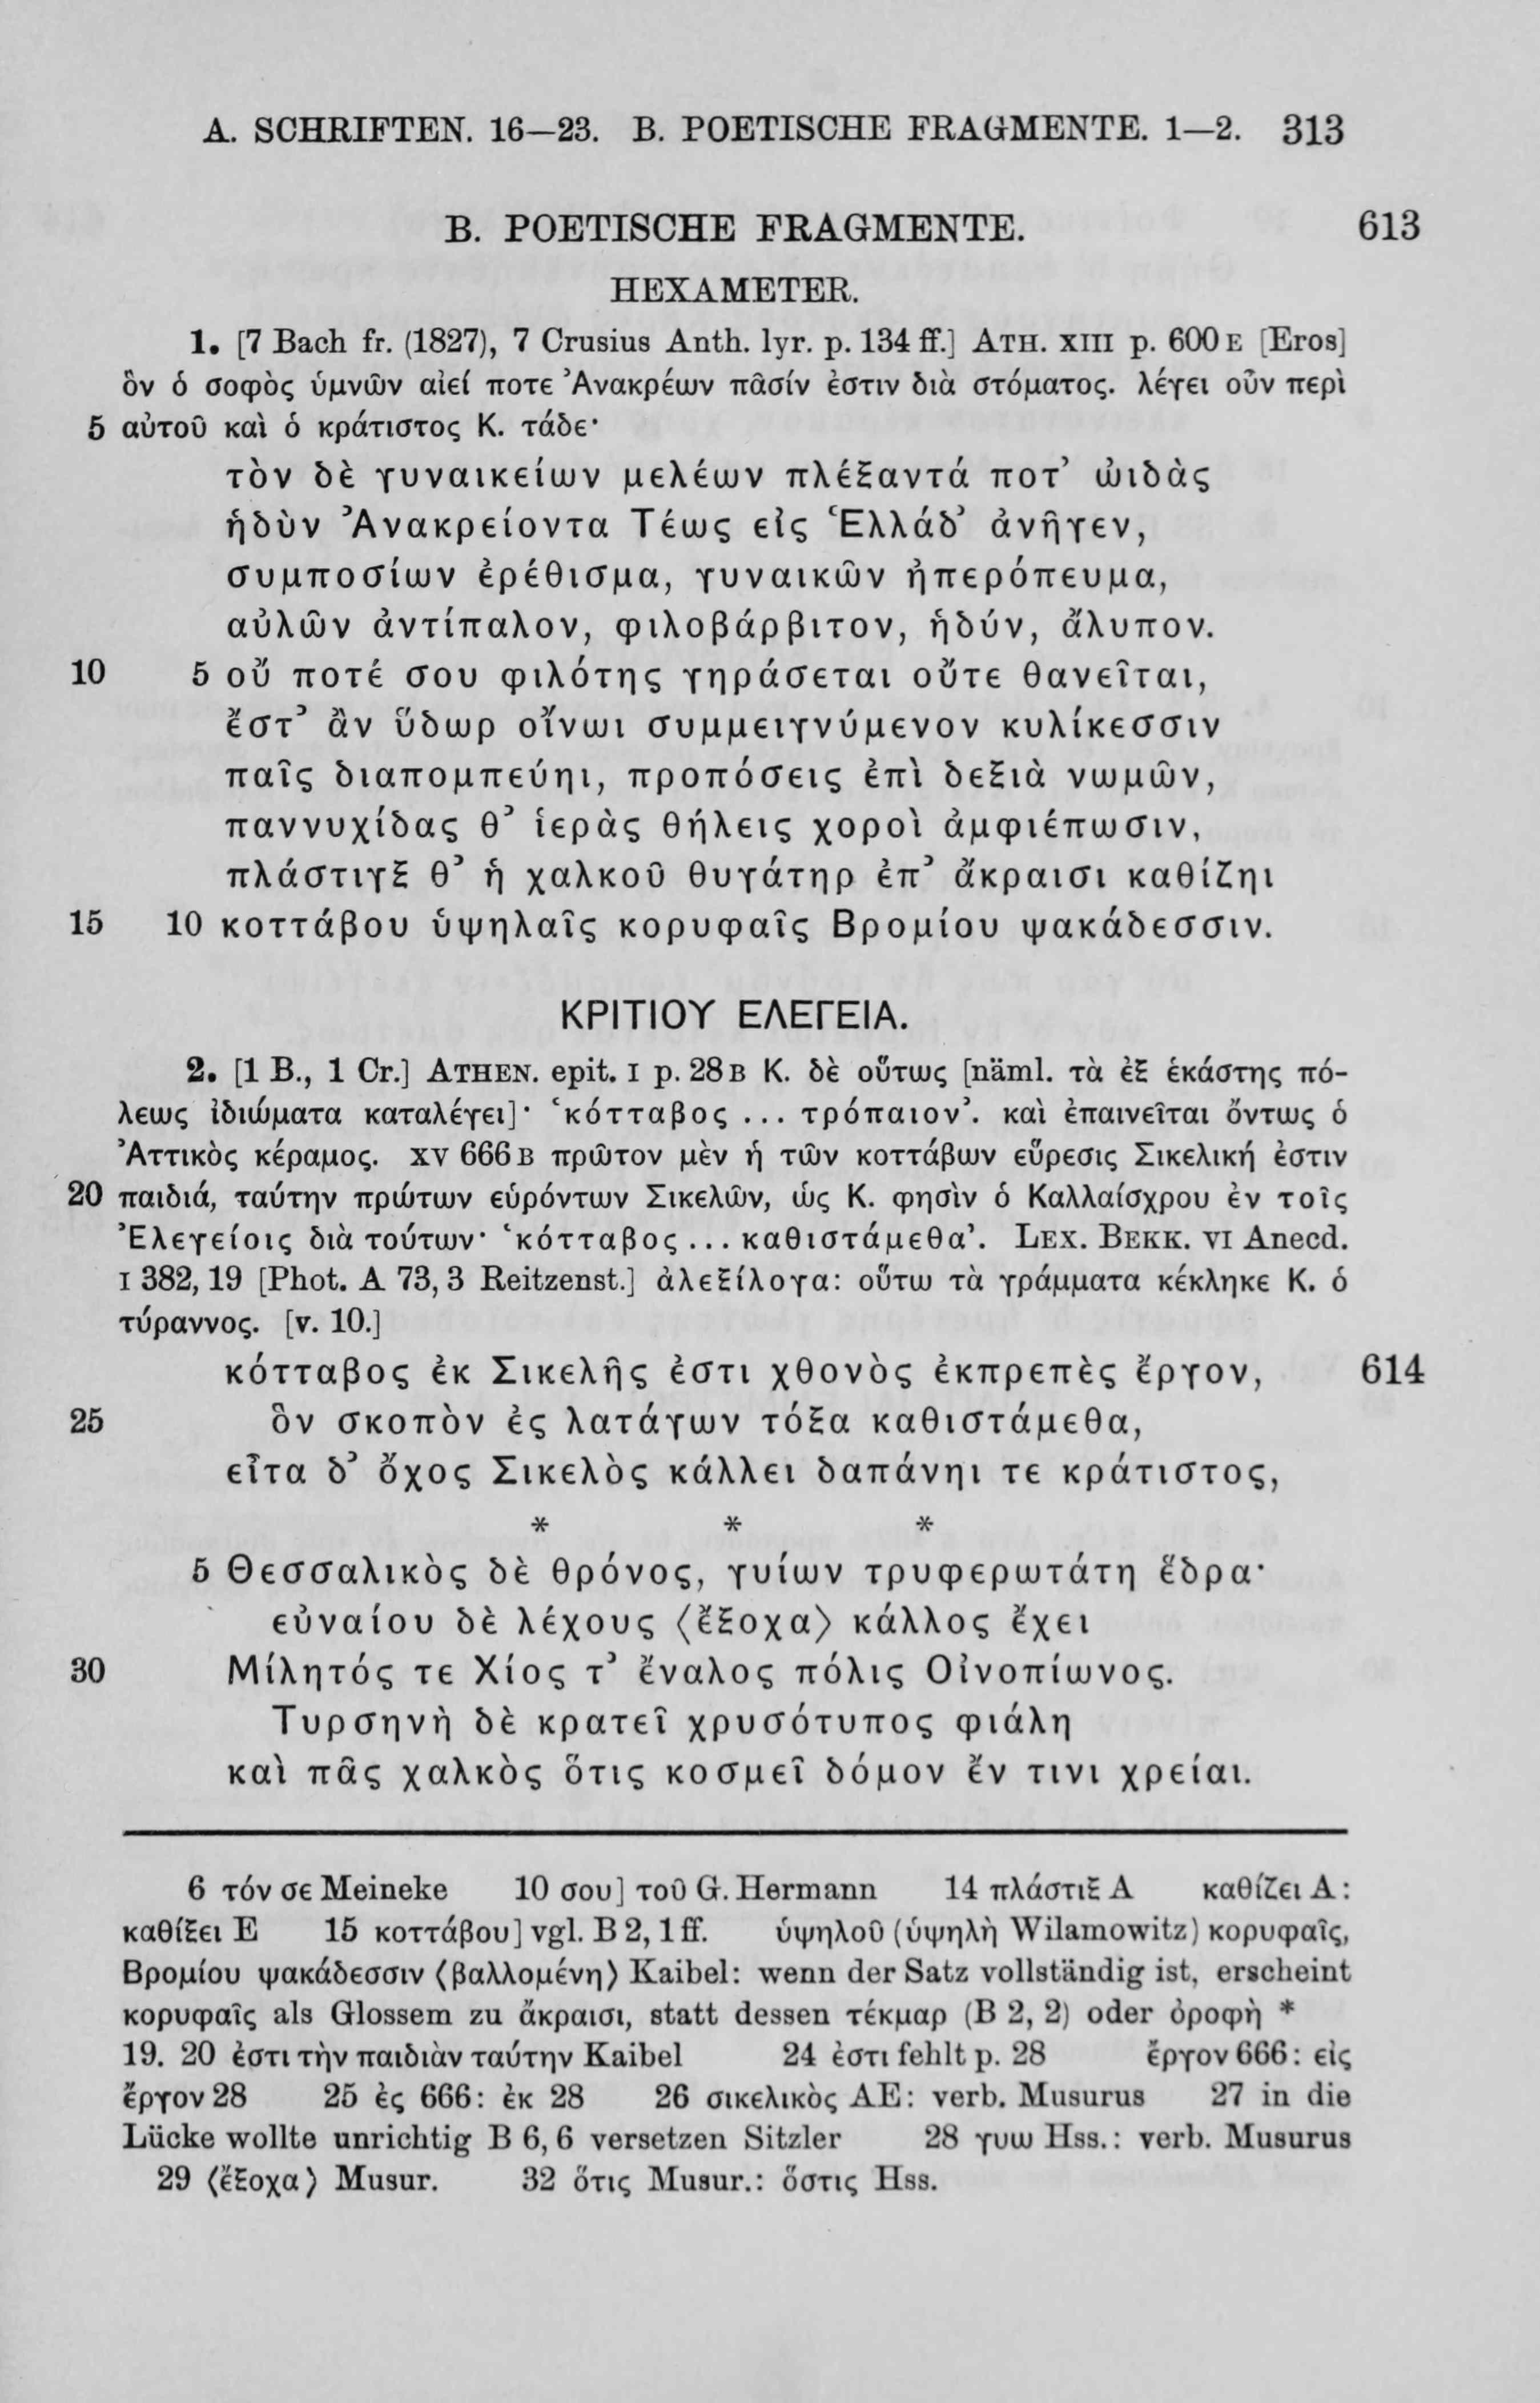 A. SCHRIFTEN. 16—23. B. POETISCHE FRAGMENTE. 1—2. 313
B. POETISCHE FRAGMENTE. 613
HEXAMETER.
1. [7 Bach fr. (1827), 7 Crusius Anth. lyr. p. 134 ff.] ATH. XIII p. 600 E [Eros]
ὃν ὁ σοφὸς ὑμνῶν αἰεί ποτε Ἀνακρέων πᾶσίν ἐστιν διὰ στόματος. λέγει οὖν περὶ
5 αὐτοῦ καὶ ὁ κράτιστος Κ. τάδε·
τὸν δὲ γυναικείων μελέων πλέξαντά ποτ’ ὠιδὰς
ἡδὺν Ἀνακρείοντα Τέως εἰς Ἑλλάδ’ ἀνῆγεν,
συμποσίων ἐρέθισμα, γυναικῶν ἠπερόπευμα,
αὐλῶν ἀντίπαλον, φιλοβάρβιτον, ἡδύν, ἄλυπον.
10 5 οὔ ποτέ σου φιλότης γηράσεται οὔτε θανεῖται,
ἔστ’ ἂν ὕδωρ οἴνωι συμμειγνύμενον κυλίκεσσιν
παῖς διαπομπεύηι, προπόσεις ἐπὶ δεξιὰ νωμῶν,
παννυχίδας θ’ ἱερὰς θήλεις χοροὶ ἀμφιέπωσιν,
πλάστιγξ θ’ ἡ χαλκοῦ θυγάτηρ ἐπ’ ἄκραισι καθίζηι
15 10 κοττάβου ὑψηλαῖς κορυφαῖς Βρομίου ψακάδεσσιν.
ΚΡΙΤΙΟΥ ΕΛΕΓΕΙΑ.
2. [1 B., 1 Cr.] ATHEN. epit. I p. 28 B Κ. δὲ οὕτως [näml. τὰ ἐξ ἑκάστης πό-
λεως ἰδιώματα καταλέγει]· ‘κότταβος ... τρόπαιον’. καὶ ἐπαινεῖται ὄντως ὁ
Ἀττικὸς κέραμος. XV 666 B πρῶτον μὲν ἡ τῶν κοττάβων εὕρεσις Σικελική ἐστιν
20 παιδιά, ταύτην πρώτων εὑρόντων Σικελῶν, ὡς Κ. φησὶν ὁ Καλλαίσχρου ἐν τοῖς
Ἐλεγείοις διὰ τούτων· ‘κότταβος ... καθιστάμεθα’. LEX. BEKK. VI Anecd.
I 382, 19 [Phot. A 73, 3 Reitzenst.] ἀλεξίλογα: οὕτω τὰ γράμματα κέκληκε Κ. ὁ
τύραννος. [v. 10.]
κότταβος ἐκ Σικελῆς ἐστι χθονὸς ἐκπρεπὲς ἔργον, 614
25 ὃν σκοπὸν ἐς λατάγων τόξα καθιστάμεθα,
εἶτα δ’ ὄχος Σικελὸς κάλλει δαπάνηι τε κράτιστος,
* * *
5 Θεσσαλικὸς δὲ θρόνος, γυίων τρυφερωτάτη ἕδρα·
εὐναίου δὲ λέχους ⟨ἔξοχα⟩ κάλλος ἔχει
30 Μίλητός τε Χίος τ’ ἔναλος πόλις Οἰνοπίωνος.
Τυρσηνὴ δὲ κρατεῖ χρυσότυπος φιάλη
καὶ πᾶς χαλκὸς ὅτις κοσμεῖ δόμον ἔν τινι χρείαι.
6 τόν σε Meineke 10 σου] τοῦ G. Hermann 14 πλάστιξ A καθίζει A:
καθίξει E 15 κοττάβου] vgl. B 2, 1 ff. ὑψηλοῦ (ὑψηλὴ Wilamowitz) κορυφαῖς,
Βρομίου ψακάδεσσιν ⟨βαλλομένη⟩ Kaibel: wenn der Satz vollständig ist, erscheint
κορυφαῖς als Glossem zu ἄκραισι, statt dessen τέκμαρ (B 2, 2) oder ὀροφὴ *
19. 20 ἐστι τὴν παιδιὰν ταύτην Kaibel 24 ἐστι fehlt p. 28 ἔργον 666: εἰς
ἔργον 28 25 ἐς 666: ἐκ 28 26 σικελικὸς AE: verb. Musurus 27 in die
Lücke wollte unrichtig B 6, 6 versetzen Sitzler 28 γυω Hss.: verb. Musurus
29 ⟨ἔξοχα⟩ Musur. 32 ὅτις Musur.: ὅστις Hss.